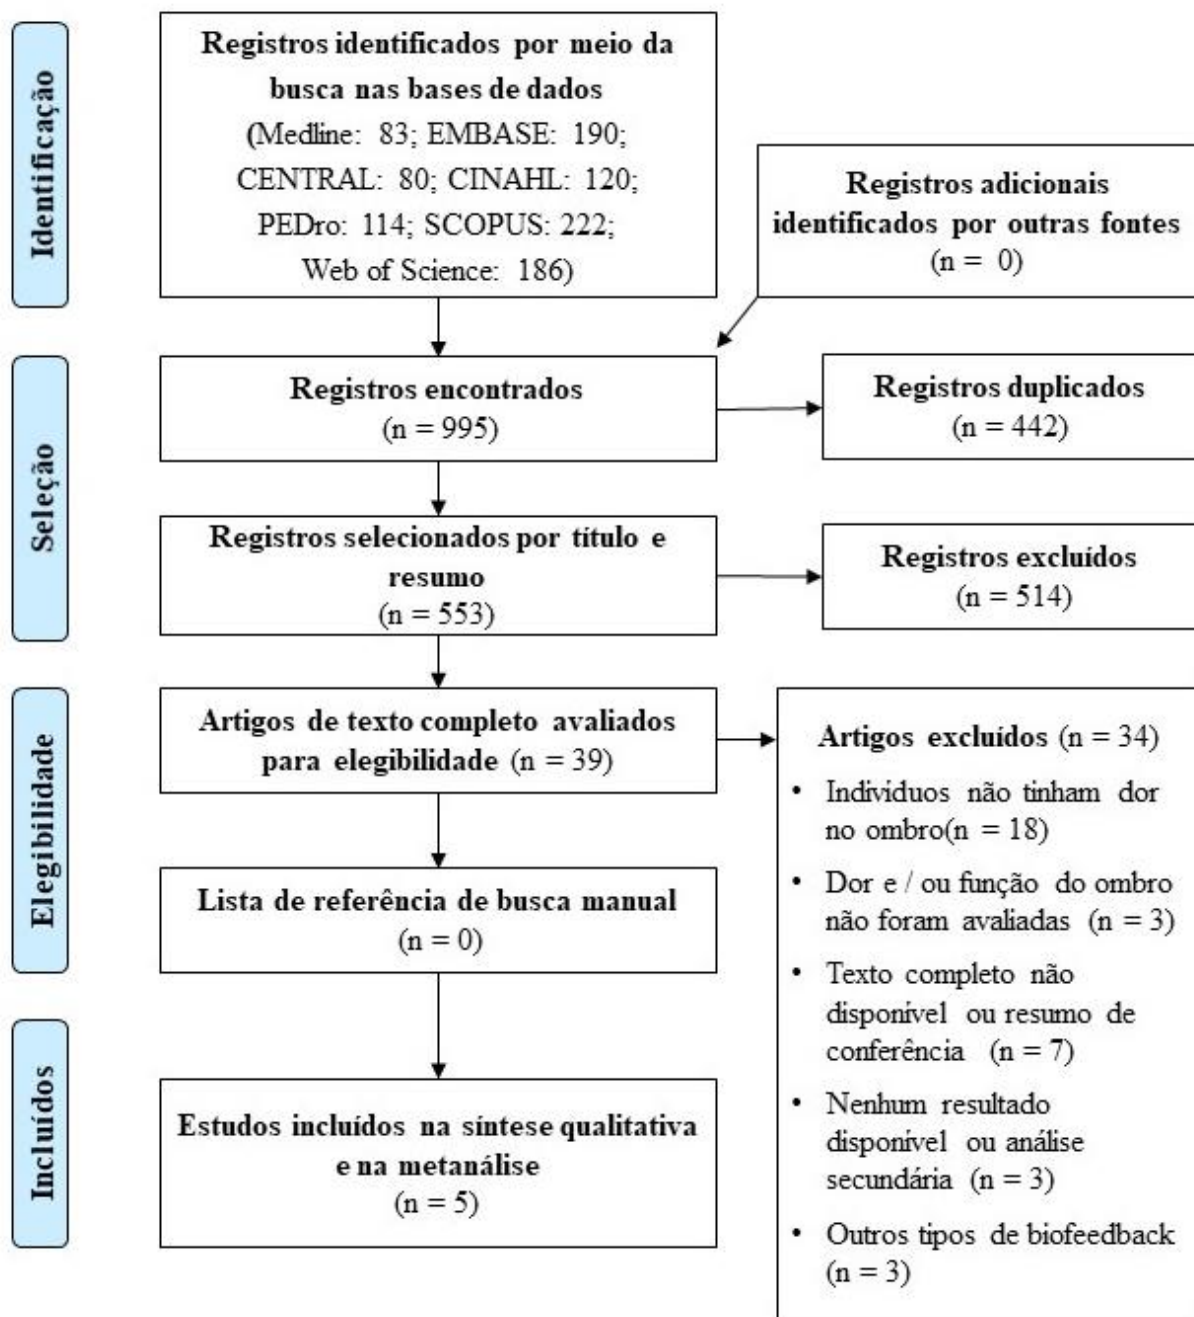 Identificação
Registros identificados por meio da
busca nas bases de dados
(Medline: 83; EMBASE: 190;
CENTRAL: 80; CINAHL: 120;
PEDro: 114; SCOPUS: 222;
Web of Science: 186)
Registros adicionais
identificados por outras fontes
(n = 0)
Seleção
Registros encontrados
(n = 995)
Registros duplicados
(n = 442)
Registros selecionados por título e
resumo
(n = 553)
Registros excluídos
(n = 514)
Elegibilidade
Artigos de texto completo avaliados
para elegibilidade (n = 39)
Lista de referência de busca manual
(n = 0)
Artigos excluídos (n = 34)
• Indivíduos não tinham dor
no ombro(n = 18)
• Dor e / ou função do ombro
não foram avaliadas (n = 3)
• Texto completo não
disponível ou resumo de
conferência (n = 7)
• Nenhum resultado
disponível ou análise
secundária (n = 3)
• Outros tipos de biofeedback
(n = 3)
Incluídos
Estudos incluídos na síntese qualitativa
e na metanálise
(n = 5)